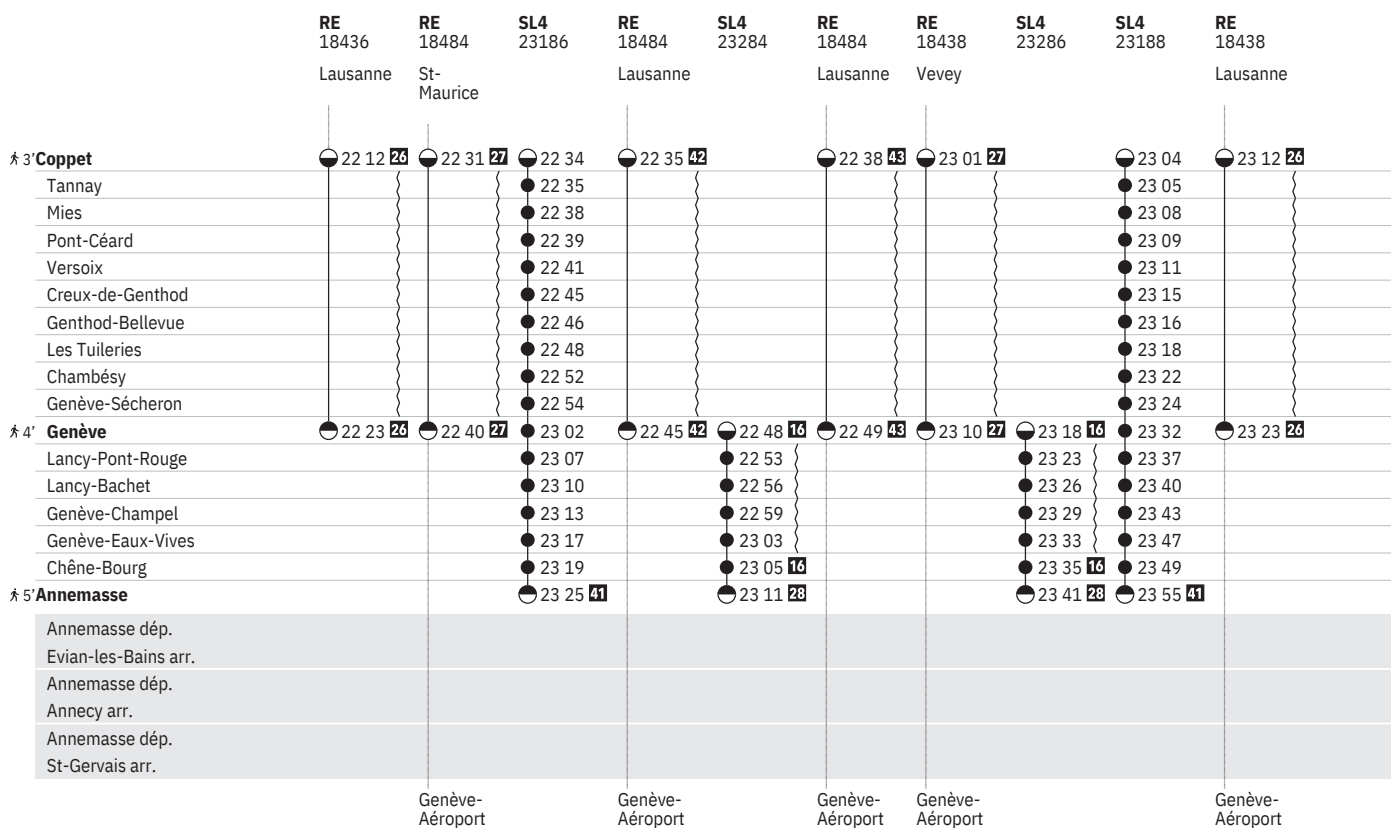 RE RE SL4 RE SL4 RE RE SL4 SL4 RE
18436 18484 23186 18484 23284 18484 18438 23286 23188 18438
Lausanne St- Lausanne Lausanne Vevey Lausanne
Maurice
3' Coppet 22 12 26 22 31 27 22 34 22 35 42 22 38 43 23 01 27 23 04 23 12 26
Tannay 22 35 23 05
Mies 22 38 23 08
Pont-Céard 22 39 23 09
Versoix 22 41 23 11
Creux-de-Genthod 22 45 23 15
Genthod-Bellevue 22 46 23 16
Les Tuileries 22 48 23 18
Chambésy 22 52 23 22
Genève-Sécheron 22 54 23 24
4' Genève 22 23 26 22 40 27 23 02 22 45 42 22 48 16 22 49 43 23 10 27 23 18 16 23 32 23 23 26
Lancy-Pont-Rouge 23 07 22 53 23 23 23 37
Lancy-Bachet 23 10 22 56 23 26 23 40
Genève-Champel 23 13 22 59 23 29 23 43
Genève-Eaux-Vives 23 17 23 03 23 33 23 47
Chêne-Bourg 23 19 23 05 16 23 35 16 23 49
5' Annemasse 23 25 41 23 11 28 23 41 28 23 55 41
Annemasse dép.
Evian-les-Bains arr.
Annemasse dép.
Annecy arr.
Annemasse dép.
St-Gervais arr.
Genève- Genève- Genève- Genève- Genève-
Aéroport Aéroport Aéroport Aéroport Aéroport